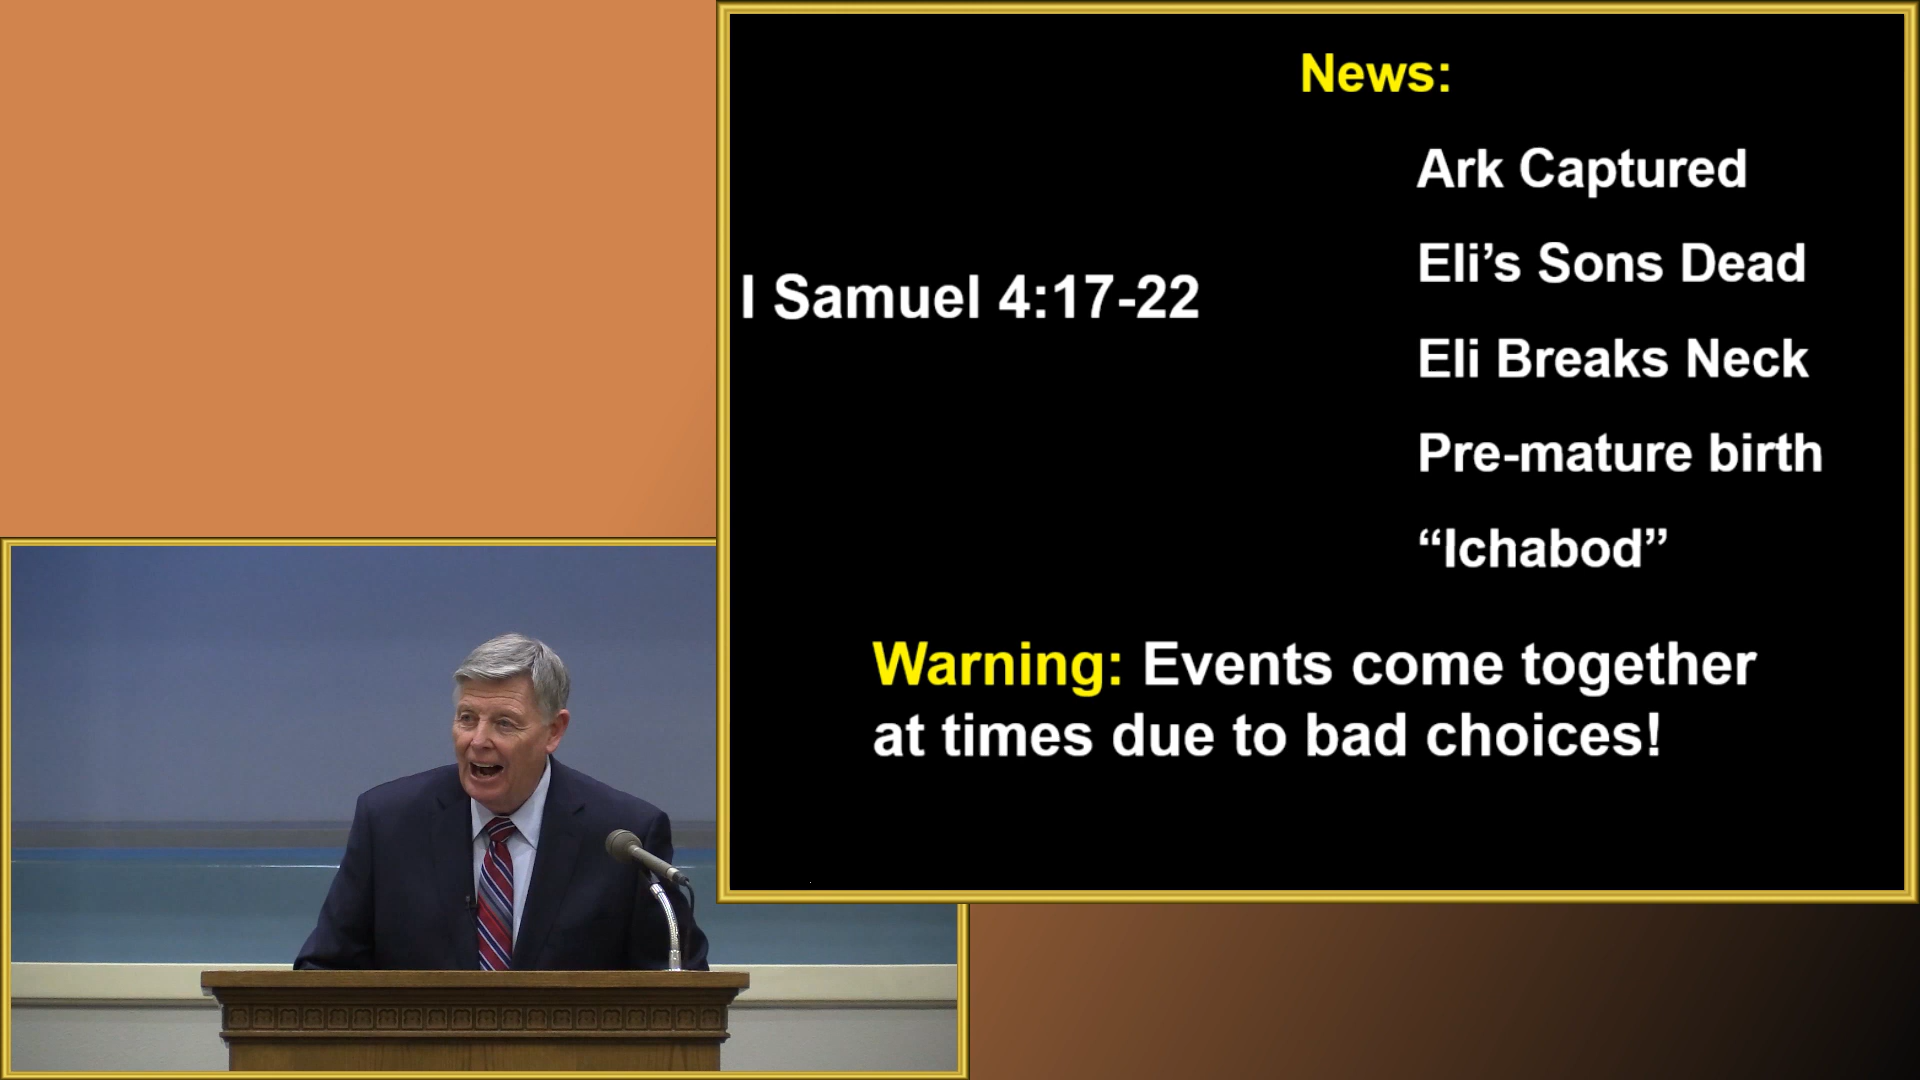 News:
Ark Captured
Eli’s Sons Dead
I Samuel 4:17-22
Eli Breaks Neck
Pre-mature birth
“Ichabod”
Warning: Events come together
at times due to bad choices!